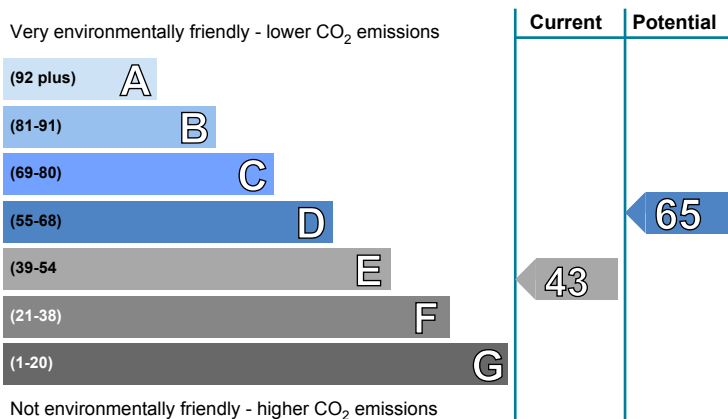 Current Potential
Very environmentally friendly - lower CO2 emissions
(92 plus) A
(81-91) B
(69-80) C
(55-68) D
65
(39-54 E
43
(21-38) F
(1-20) G
Not environmentally friendly - higher CO2 emissions